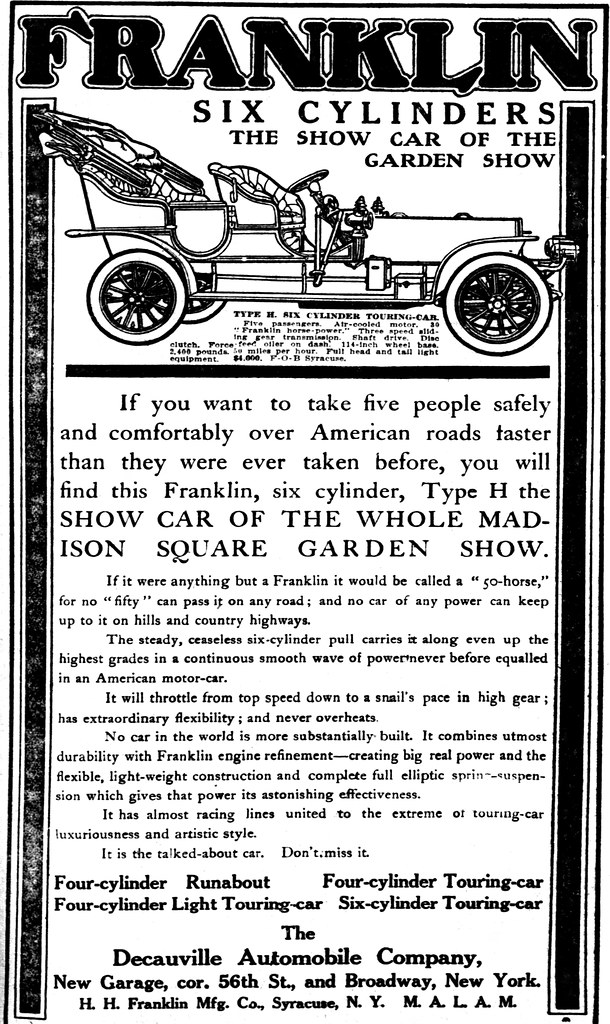 FRANKLIN
SIX CYLINDERS
THE SHOW CAR OF THE
GARDEN SHOW
TYPE H. SIX CYLINDER TOURING-CAR.
Five passengers. Air-cooled motor. 30
"Franklin horse-power." Three speed slid-
ing gear transmission. Shaft drive. Disc
clutch. Force-feed oiler on dash. 114-inch wheel base.
2,400 pounds. 50 miles per hour. Full head and tail light
equipment. $4,000. F-O-B Syracuse.
If you want to take five people safely
and comfortably over American roads faster
than they were ever taken before, you will
find this Franklin, six cylinder, Type H the
SHOW CAR OF THE WHOLE MAD-
ISON SQUARE GARDEN SHOW.
If it were anything but a Franklin it would be called a "50-horse,"
for no "fifty" can pass it on any road; and no car of any power can keep
up to it on hills and country highways.
The steady, ceaseless six-cylinder pull carries it along even up the
highest grades in a continuous smooth wave of power never before equalled
in an American motor-car.
It will throttle from top speed down to a snail's pace in high gear;
has extraordinary flexibility; and never overheats.
No car in the world is more substantially built. It combines utmost
durability with Franklin engine refinement—creating big real power and the
flexible, light-weight construction and complete full elliptic spring-suspen-
sion which gives that power its astonishing effectiveness.
It has almost racing lines united to the extreme of touring-car
luxuriousness and artistic style.
It is the talked-about car. Don't miss it.
Four-cylinder Runabout Four-cylinder Touring-car
Four-cylinder Light Touring-car Six-cylinder Touring-car
The
Decauville Automobile Company,
New Garage, cor. 56th St., and Broadway, New York.
H. H. Franklin Mfg. Co., Syracuse, N. Y. M. A. L. A. M.